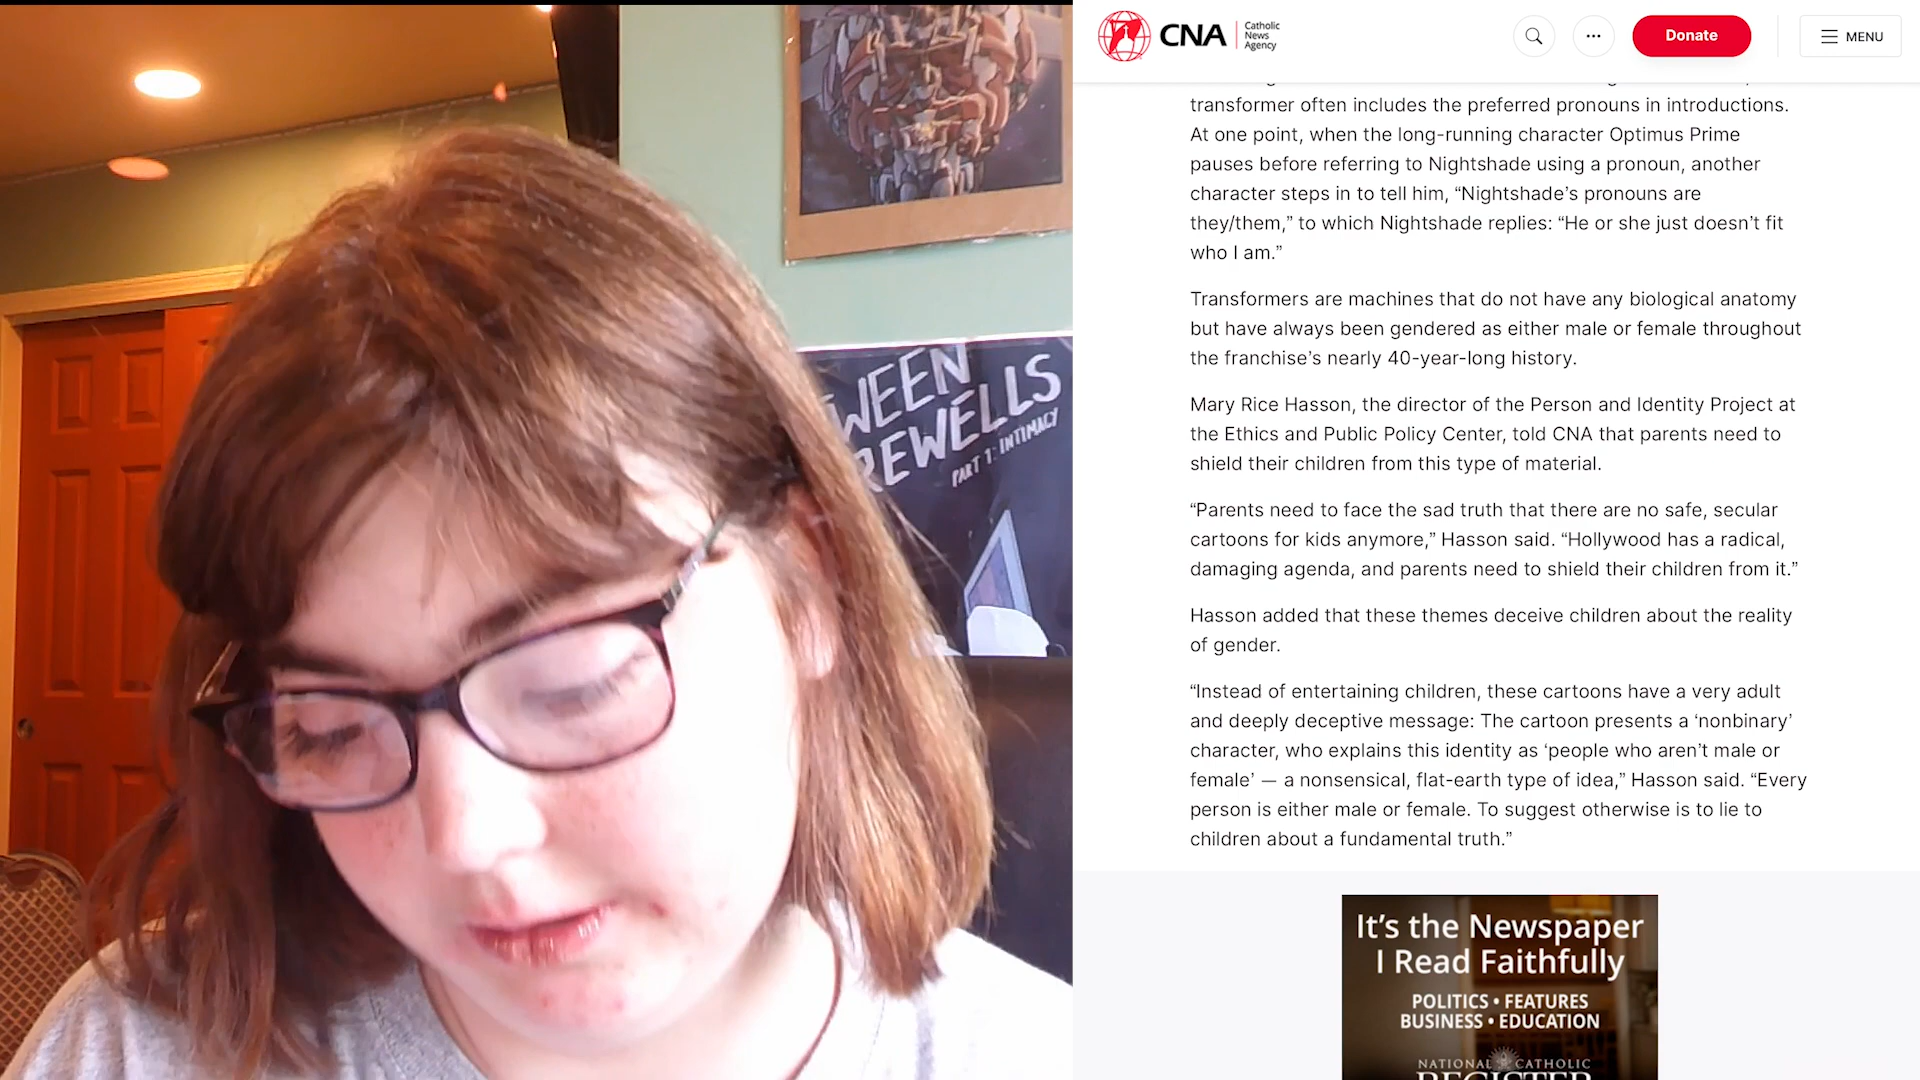 WEEN
REWELLS
PART 1: INTIMACY
CNA
Catholic
News
Agency
Donate
MENU
transformer often includes the preferred pronouns in introductions.
At one point, when the long-running character Optimus Prime
pauses before referring to Nightshade using a pronoun, another
character steps in to tell him, “Nightshade’s pronouns are
they/them,” to which Nightshade replies: “He or she just doesn’t fit
who I am.”
Transformers are machines that do not have any biological anatomy
but have always been gendered as either male or female throughout
the franchise’s nearly 40-year-long history.
Mary Rice Hasson, the director of the Person and Identity Project at
the Ethics and Public Policy Center, told CNA that parents need to
shield their children from this type of material.
“Parents need to face the sad truth that there are no safe, secular
cartoons for kids anymore,” Hasson said. “Hollywood has a radical,
damaging agenda, and parents need to shield their children from it.”
Hasson added that these themes deceive children about the reality
of gender.
“Instead of entertaining children, these cartoons have a very adult
and deeply deceptive message: The cartoon presents a ‘nonbinary’
character, who explains this identity as ‘people who aren’t male or
female’ — a nonsensical, flat-earth type of idea,” Hasson said. “Every
person is either male or female. To suggest otherwise is to lie to
children about a fundamental truth.”
It’s the Newspaper
I Read Faithfully
POLITICS • FEATURES
BUSINESS • EDUCATION
NATIONAL CATHOLIC
REGISTER